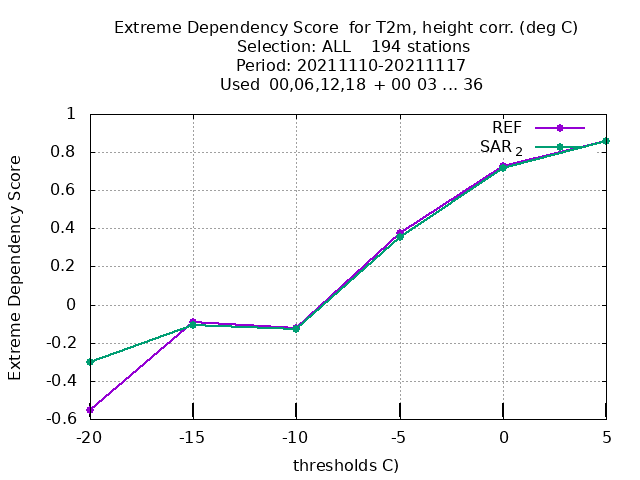 Extreme Dependency Score  for T2m, height corr. (deg C)
Selection: ALL    194 stations
Period: 20211110-20211117
Used  00,06,12,18  + 00 03 ... 36
REF
SAR 2
1
0.8
0.6
0.4
0.2
0
-0.2
-0.4
-0.6
Extreme Dependency Score
-20 -15 -10 -5 0 5
thresholds C)